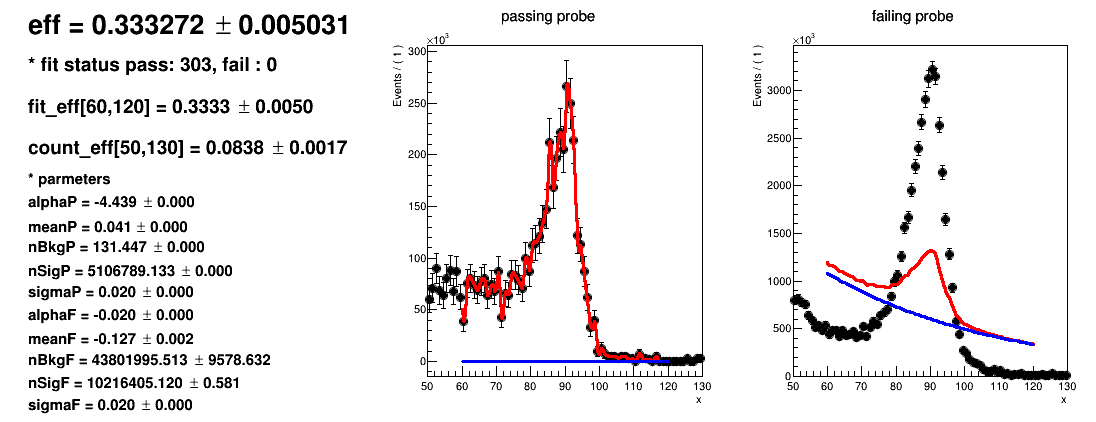 eff = 0.333272 ± 0.005031
* fit status pass: 303, fail : 0
fit_eff[60,120] = 0.3333 ± 0.0050
count_eff[50,130] = 0.0838 ± 0.0017
* parmeters
alphaP = -4.439 ± 0.000
meanP = 0.041 ± 0.000
nBkgP = 131.447 ± 0.000
nSigP = 5106789.133 ± 0.000
sigmaP = 0.020 ± 0.000
alphaF = -0.020 ± 0.000
meanF = -0.127 ± 0.002
nBkgF = 43801995.513 ± 9578.632
nSigF = 10216405.120 ± 0.581
sigmaF = 0.020 ± 0.000
passing probe
×10³
Events / ( 1 )
300
250
200
150
100
50
0
50 60 70 80 90 100 110 120 130
x
failing probe
×10³
Events / ( 1 )
3000
2500
2000
1500
1000
500
0
50 60 70 80 90 100 110 120 130
x